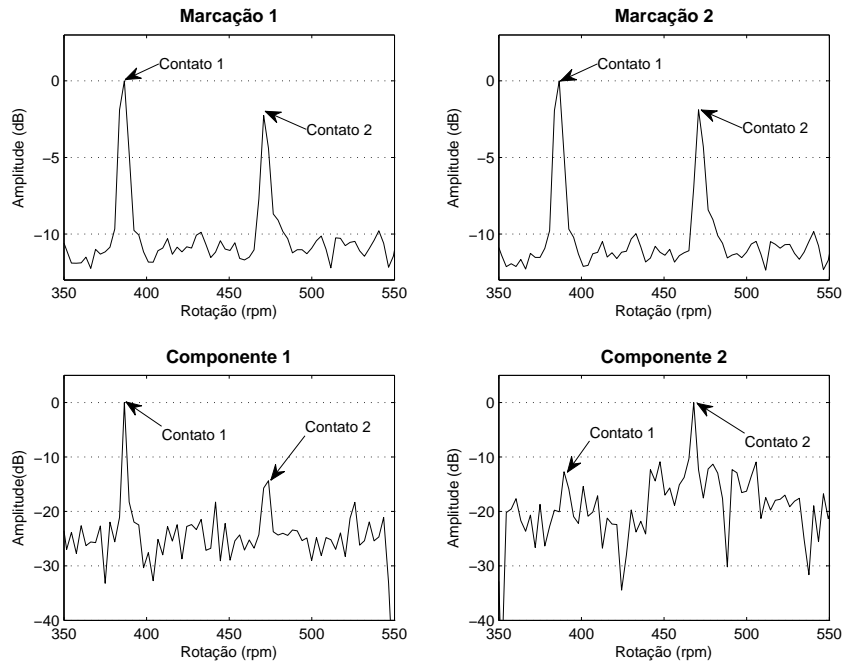 Marcação 1
Amplitude (dB)
0
−5
−10
350
400
450
500
550
Rotação (rpm)
Contato 1
Contato 2
Marcação 2
Amplitude (dB)
0
−5
−10
350
400
450
500
550
Rotação (rpm)
Contato 1
Contato 2
Componente 1
Amplitude(dB)
0
−10
−20
−30
−40
350
400
450
500
550
Rotação (rpm)
Contato 1
Contato 2
Componente 2
Amplitude (dB)
0
−10
−20
−30
−40
350
400
450
500
550
Rotação (rpm)
Contato 1
Contato 2